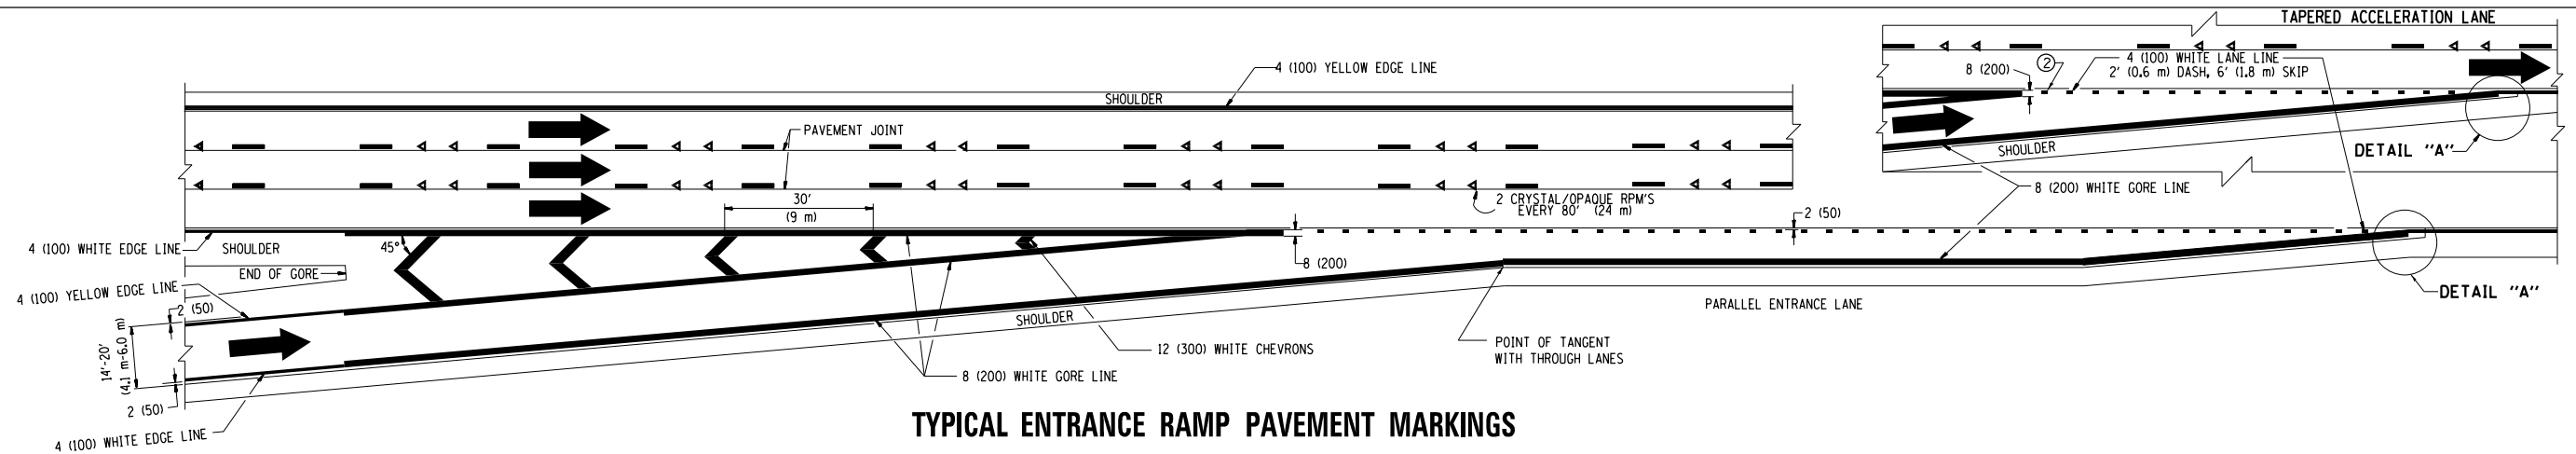 TAPERED ACCELERATION LANE
4 (100) YELLOW EDGE LINE
8 (200)
2
4 (100) WHITE LANE LINE
2' (0.6 m) DASH, 6' (1.8 m) SKIP
SHOULDER
PAVEMENT JOINT
SHOULDER
DETAIL "A"
8 (200) WHITE GORE LINE
30'
(9 m)
2 CRYSTAL/OPAQUE RPM'S
EVERY 80' (24 m)
2 (50)
4 (100) WHITE EDGE LINE
SHOULDER
45°
8 (200)
END OF GORE
4 (100) YELLOW EDGE LINE
2 (50)
DETAIL "A"
PARALLEL ENTRANCE LANE
SHOULDER
14'-20'
(4.1 m-6.0 m)
12 (300) WHITE CHEVRONS
POINT OF TANGENT
WITH THROUGH LANES
8 (200) WHITE GORE LINE
2 (50)
4 (100) WHITE EDGE LINE
TYPICAL ENTRANCE RAMP PAVEMENT MARKINGS